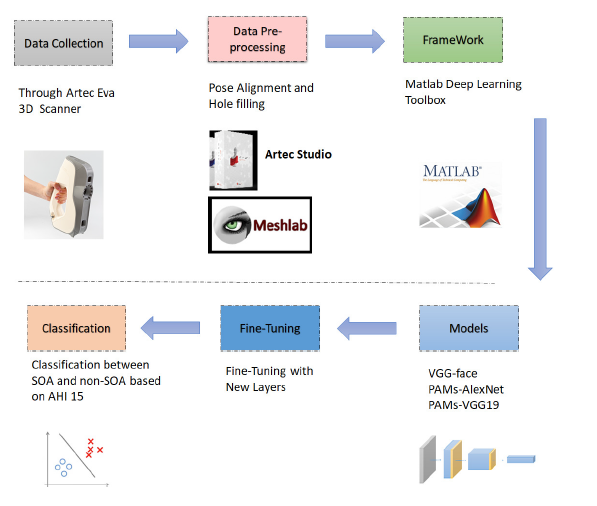 Data Collection
Data Pre-
processing
FrameWork
Through Artec Eva
3D Scanner
Pose Alignment and
Hole filling
Matlab Deep Learning
Toolbox
Artec Studio
MATLAB®
Meshlab
Classification
Fine-Tuning
Models
Classification between
SOA and non-SOA based
on AHI 15
Fine-Tuning with
New Layers
VGG-face
PAMs-AlexNet
PAMs-VGG19